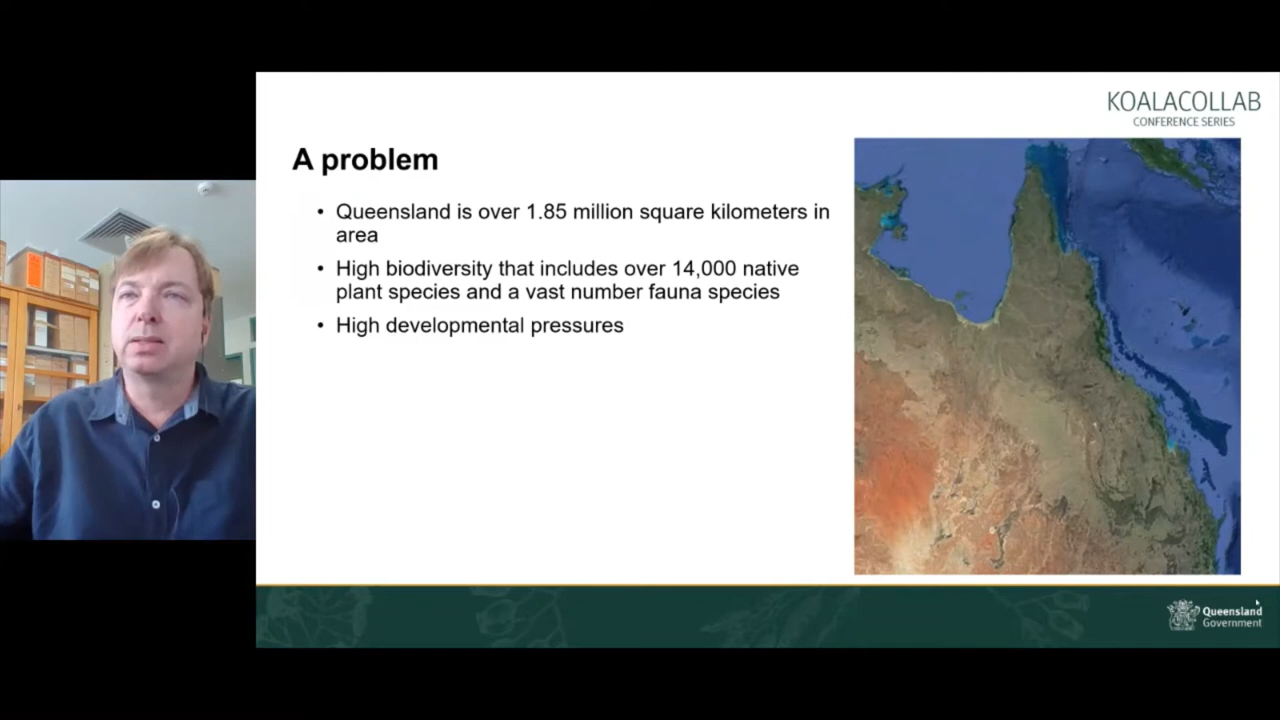 KOALACOLLAB
CONFERENCE SERIES
A problem
• Queensland is over 1.85 million square kilometers in
area
• High biodiversity that includes over 14,000 native
plant species and a vast number fauna species
• High developmental pressures
Queensland
Government